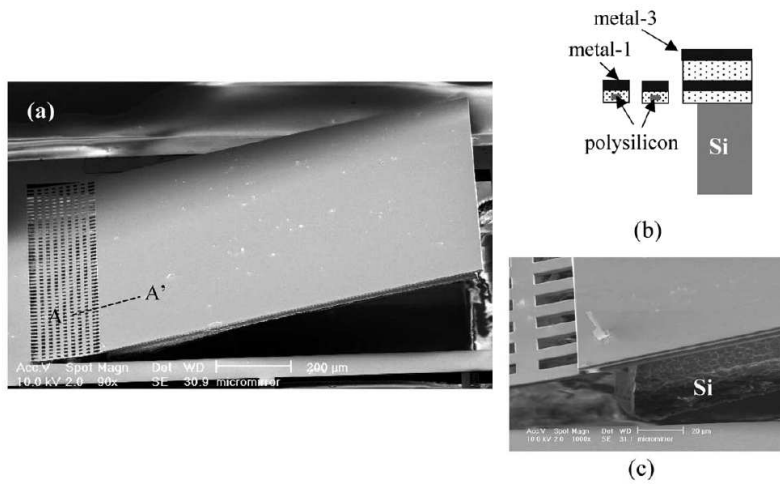 (a)
A
A'
Acc.V Spot Magn Det WD
10.0 kV 2.0 90x SE 30.9 micromirror
200 µm
metal-3
metal-1
polysilicon
Si
(b)
Si
Acc.V Spot Magn Det WD
10.0 kV 2.0 1000x SE 31.1 micromirror
20 µm
(c)